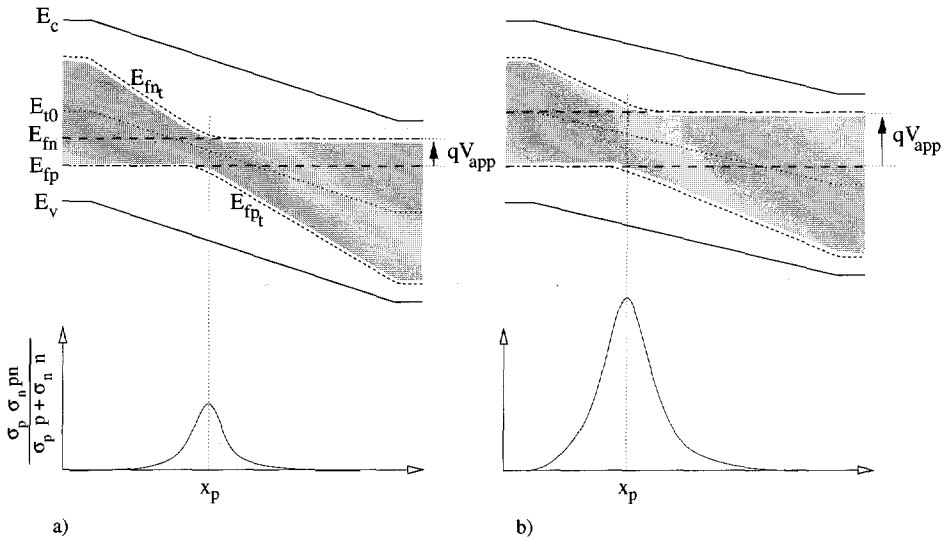 E_c
E_fn_t
E_t0
E_fn
E_fp
E_v
E_fp_t
qV_app
qV_app
σ_p σ_n pn
σ_p p + σ_n n
x_p
x_p
a)
b)